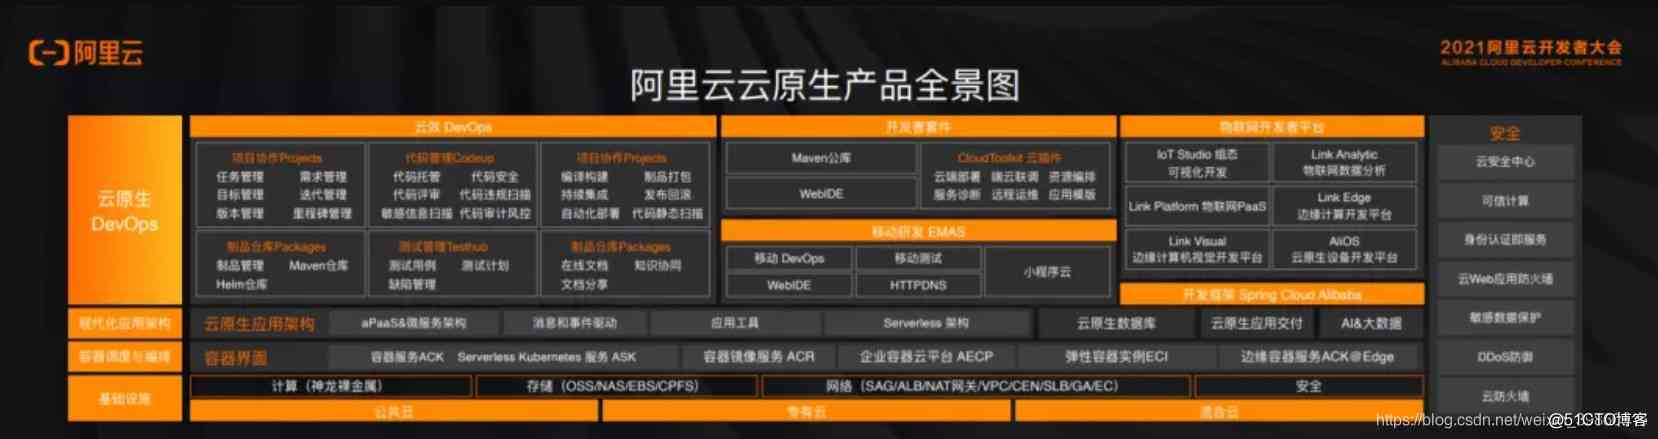 阿里云
2021阿里云开发者大会
ALIBABA CLOUD DEVELOPER CONFERENCE
阿里云云原生产品全景图
云原生
DevOps
云效 DevOps
项目协作Projects
任务管理 需求管理
目标管理 迭代管理
版本管理 里程碑管理
代码管理Codeup
代码托管 代码安全
代码评审 代码违规扫描
敏感信息扫描 代码审计风控
项目协作Projects
编译构建 制品打包
持续集成 发布回滚
自动化部署 代码静态扫描
制品仓库Packages
制品管理 Maven仓库
Helm仓库
测试管理Testhub
测试用例 测试计划
缺陷管理
制品仓库Packages
在线文档 知识协同
文档分享
开发者套件
Maven公库
WebIDE
CloudToolkit 云插件
云端部署 端云联调 资源编排
服务诊断 远程运维 应用模版
移动研发 EMAS
移动 DevOps
移动测试
WebIDE
HTTPDNS
小程序云
物联网开发者平台
IoT Studio 组态
可视化开发
Link Analytic
物联网数据分析
Link Platform 物联网PaaS
Link Edge
边缘计算开发平台
Link Visual
边缘计算机视觉开发平台
AliOS
云原生设备开发平台
开发框架 Spring Cloud Alibaba
安全
云安全中心
可信计算
身份认证即服务
云Web应用防火墙
敏感数据保护
DDoS防御
云防火墙
现代化应用架构
云原生应用架构
aPaaS&微服务架构
消息和事件驱动
应用工具
Serverless 架构
云原生数据库
云原生应用交付
AI&大数据
容器调度与编排
容器界面
容器服务ACK
Serverless Kubernetes 服务 ASK
容器镜像服务 ACR
企业容器云平台 AECP
弹性容器实例ECI
边缘容器服务ACK@Edge
基础设施
计算（神龙裸金属）
存储（OSS/NAS/EBS/CPFS）
网络（SAG/ALB/NAT网关/VPC/CEN/SLB/GA/EC）
安全
公共云
专有云
混合云
@51CTO博客